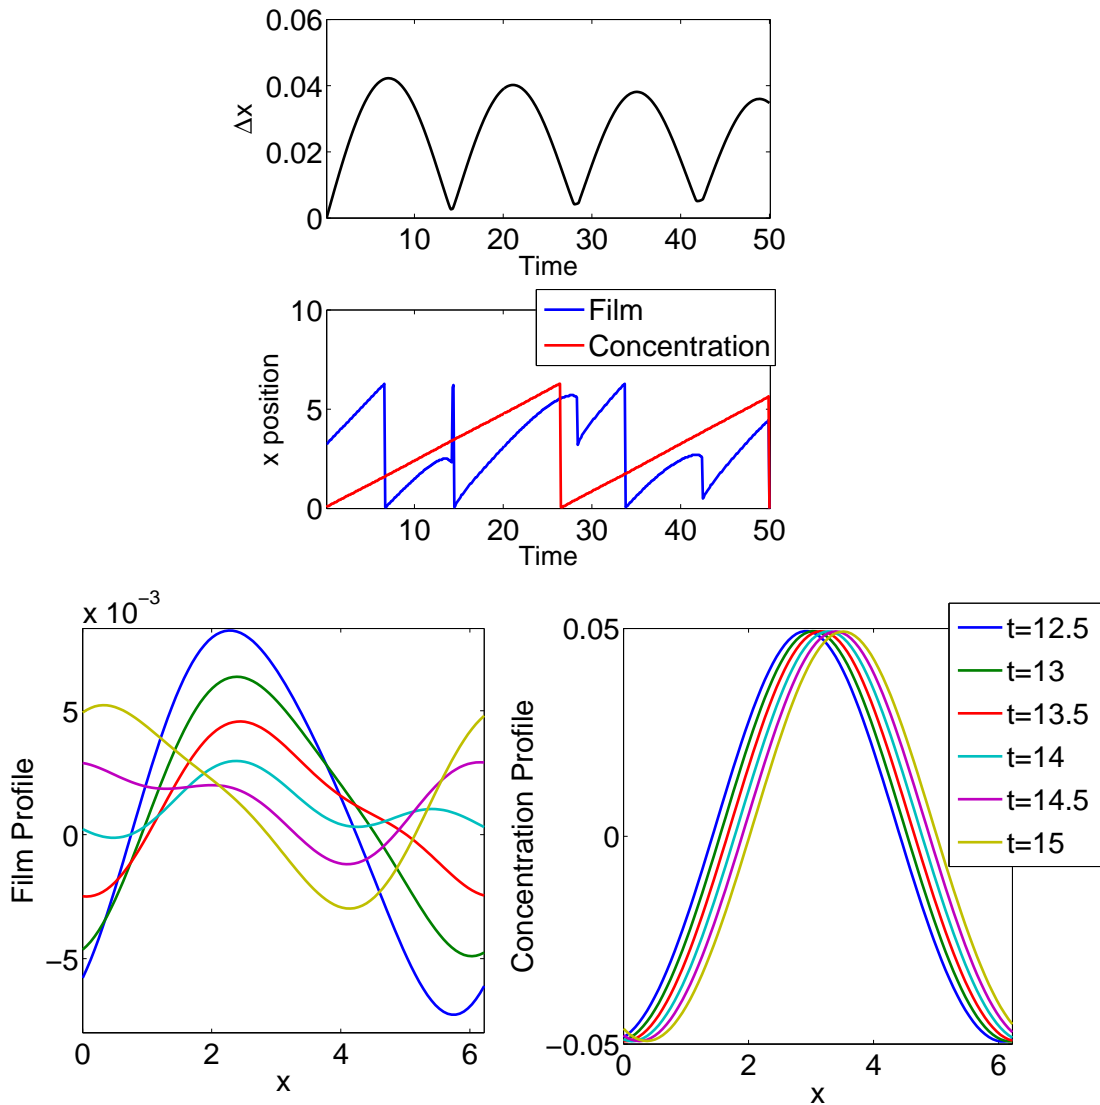 0.06
0.04
0.02
0
Δx
10 20 30 40 50
Time
Film
Concentration
10
5
0
x position
10 20 30 40 50
Time
x 10⁻³
5
0
−5
Film Profile
0 2 4 6
x
0.05
0
−0.05
Concentration Profile
0 2 4 6
x
t=12.5
t=13
t=13.5
t=14
t=14.5
t=15